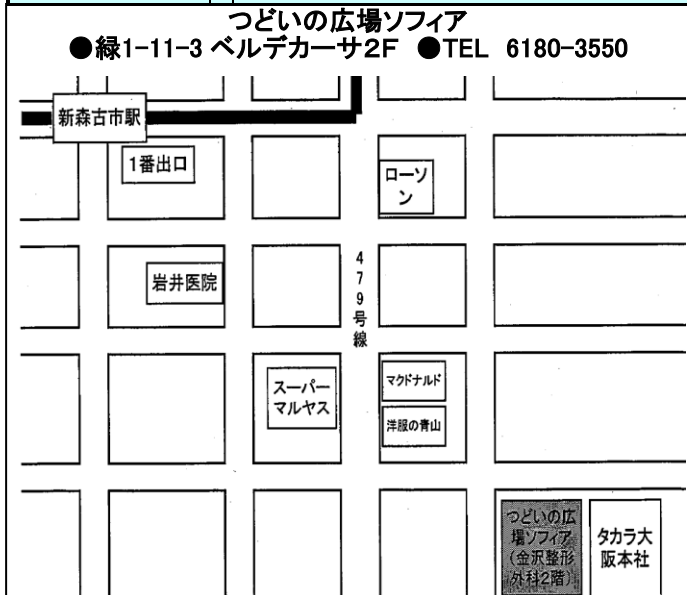 つどいの広場ソフィア
●緑1-11-3 ベルデカーサ2F ●TEL 6180-3550
新森古市駅
1番出口
ローソ
ン
岩井医院
479号線
スーパー
マルヤス
マクドナルド
洋服の青山
つどいの広
場ソフィア
(金沢整形
外科2階)
タカラ大
阪本社